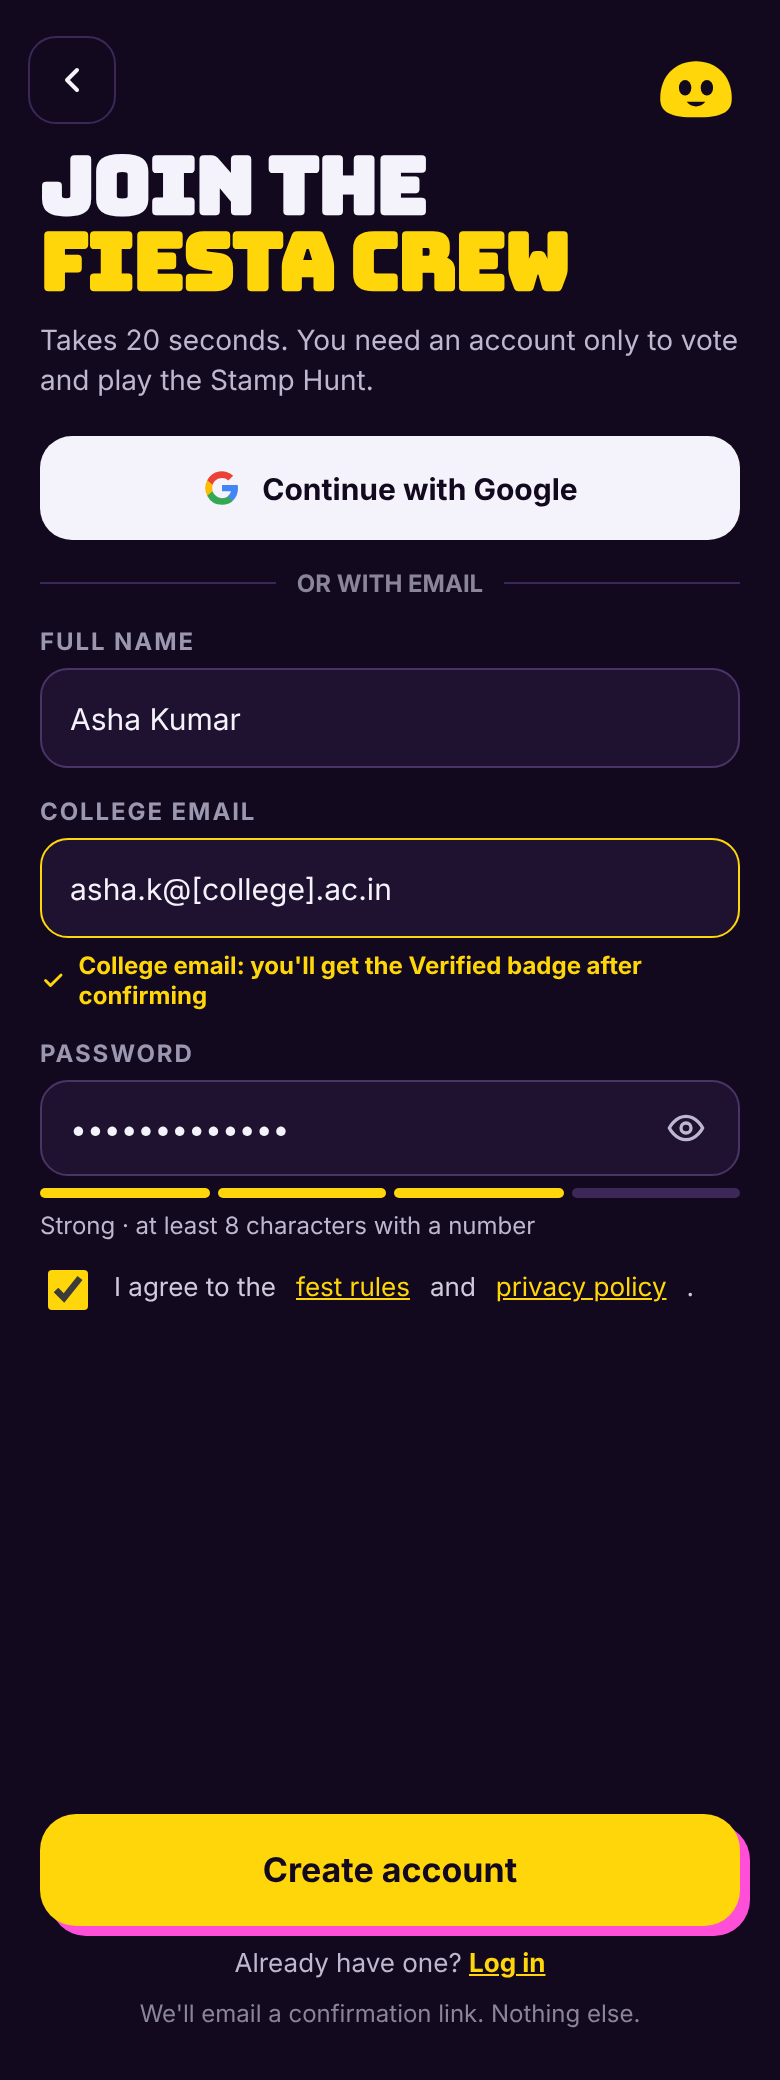 JOIN THE
FIESTA CREW
Takes 20 seconds. You need an account only to vote
and play the Stamp Hunt.
Continue with Google
OR WITH EMAIL
FULL NAME
Asha Kumar
COLLEGE EMAIL
asha.k@[college].ac.in
College email: you'll get the Verified badge after
confirming
PASSWORD
•••••••••••••
Strong · at least 8 characters with a number
I agree to the fest rules and privacy policy .
Create account
Already have one? Log in
We'll email a confirmation link. Nothing else.